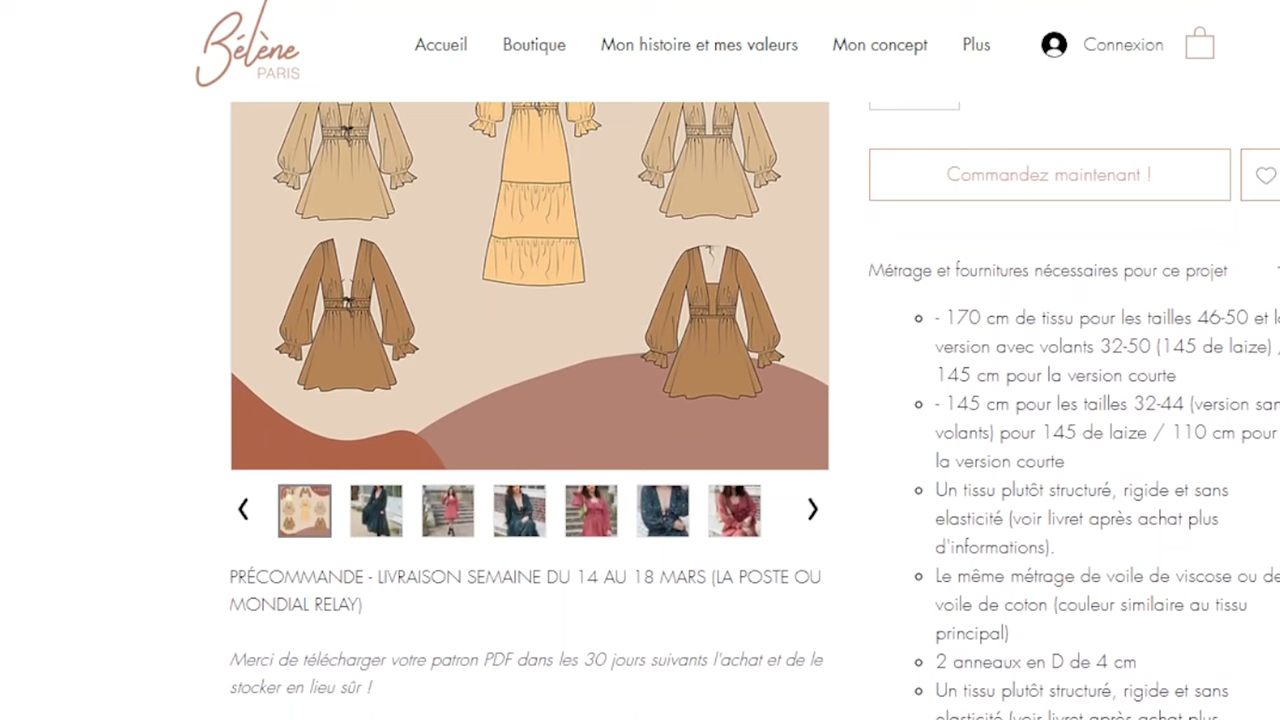 Bélène
PARIS
Accueil
Boutique
Mon histoire et mes valeurs
Mon concept
Plus
Connexion
Commandez maintenant !
Métrage et fournitures nécessaires pour ce projet
- 170 cm de tissu pour les tailles 46-50 et
version avec volants 32-50 (145 de laize)
145 cm pour la version courte
- 145 cm pour les tailles 32-44 (version
volants) pour 145 de laize / 110 cm pour
la version courte
Un tissu plutôt structuré, rigide et sans
elasticité (voir livret après achat plus
d'informations).
Le même métrage de voile de viscose ou
voile de coton (couleur similaire au tissu
principal)
2 anneaux en D de 4 cm
Un tissu plutôt structuré, rigide et sans
elasticité (voir livret après achat plus
PRÉCOMMANDE - LIVRAISON SEMAINE DU 14 AU 18 MARS (LA POSTE OU
MONDIAL RELAY)
Merci de télécharger votre patron PDF dans les 30 jours suivants l'achat et de le
stocker en lieu sûr !